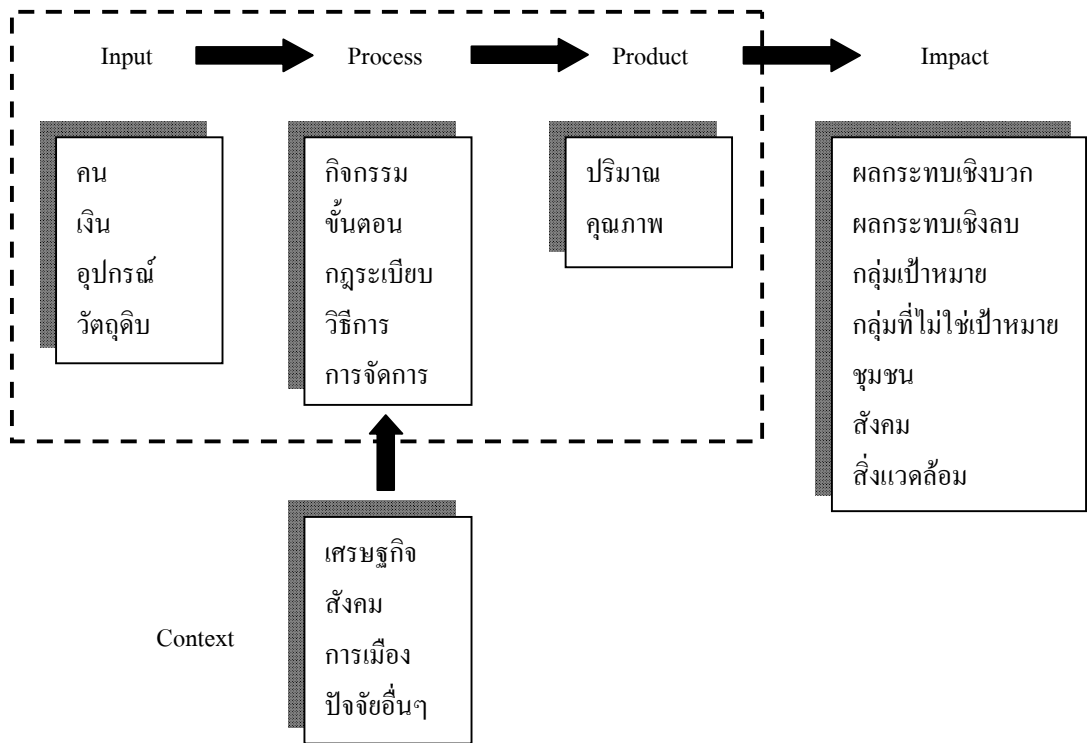 Input
Process
Product
Impact
คน
เงิน
อุปกรณ์
วัตถุดิบ
กิจกรรม
ขั้นตอน
กฎระเบียบ
วิธีการ
การจัดการ
ปริมาณ
คุณภาพ
ผลกระทบเชิงบวก
ผลกระทบเชิงลบ
กลุ่มเป้าหมาย
กลุ่มที่ไม่ใช่เป้าหมาย
ชุมชน
สังคม
สิ่งแวดล้อม
Context
เศรษฐกิจ
สังคม
การเมือง
ปัจจัยอื่นๆ